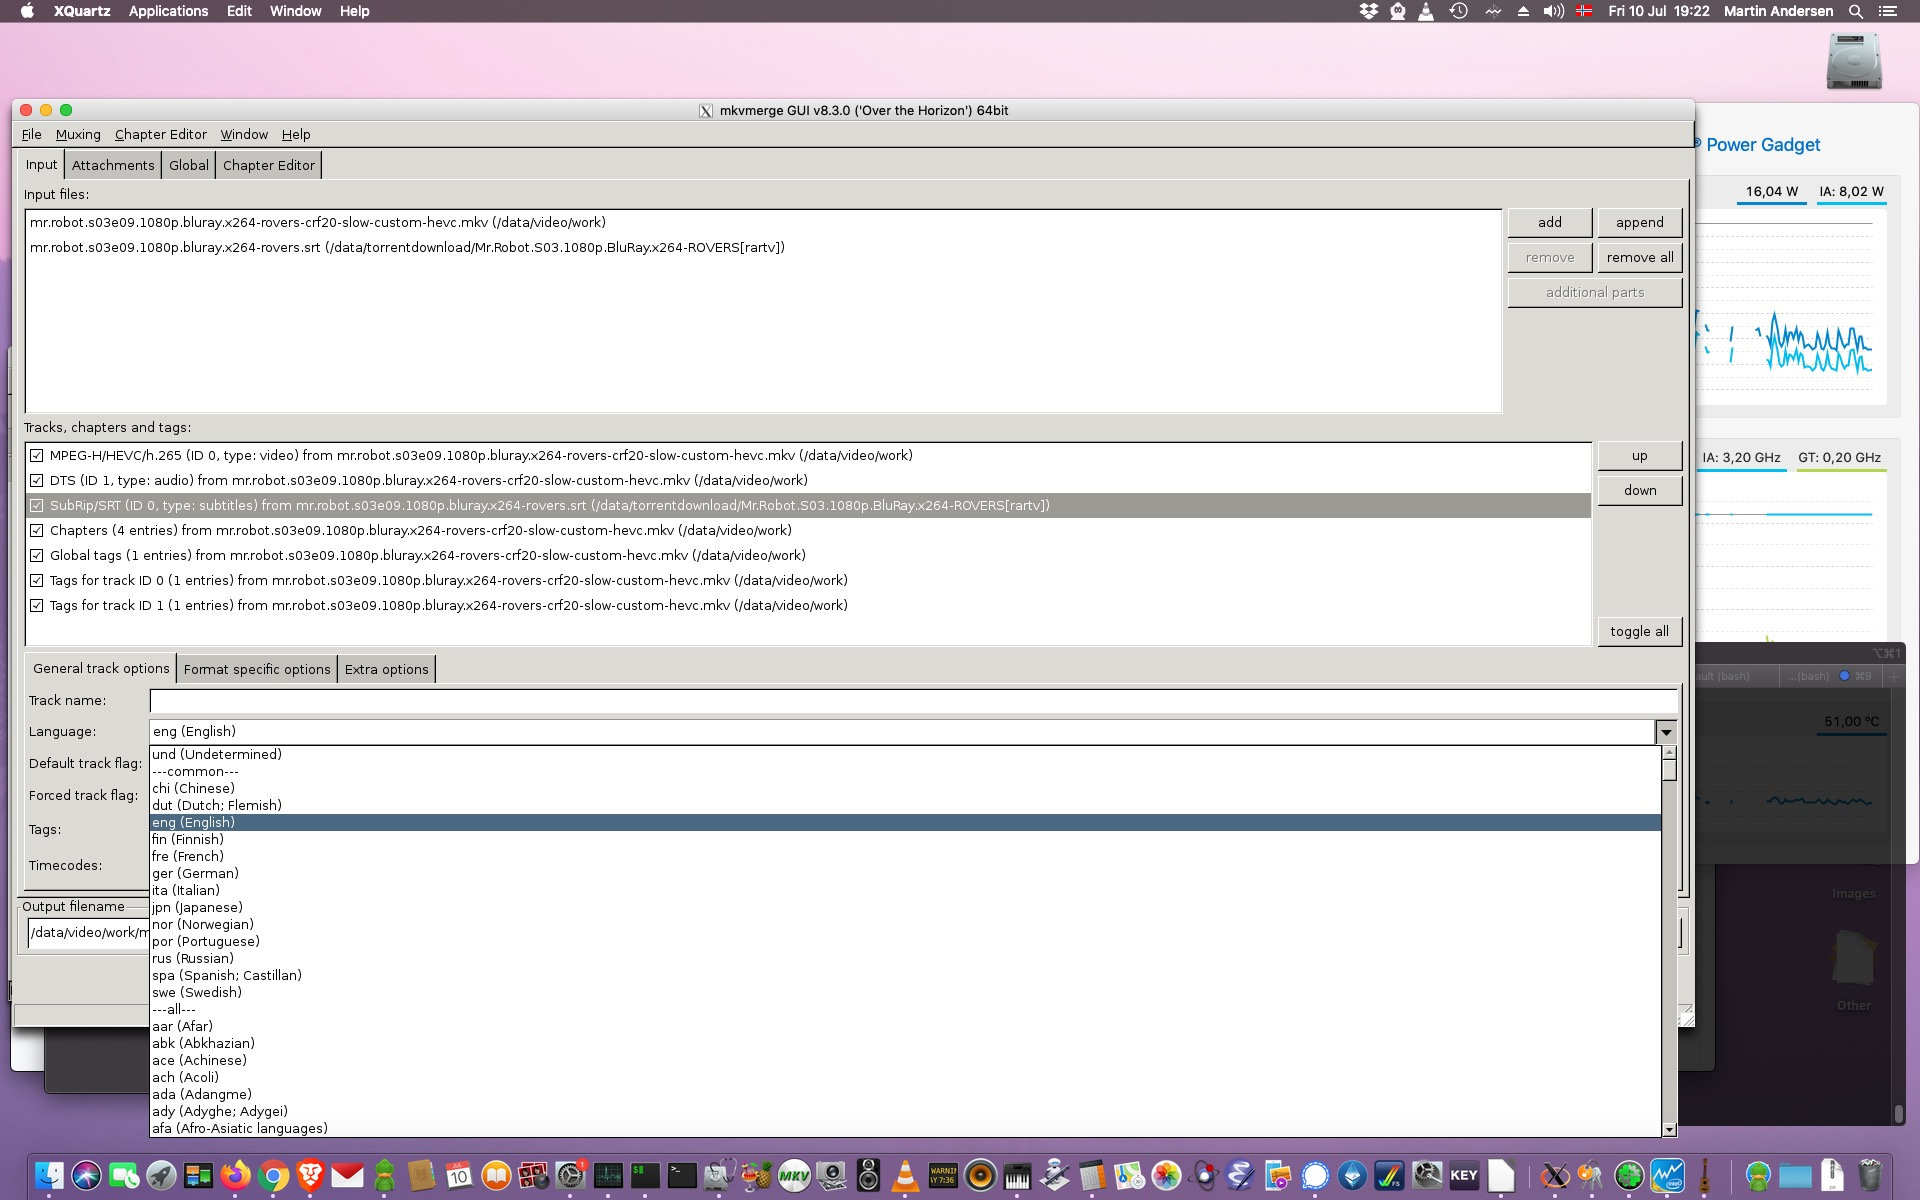 XQuartz Applications Edit Window Help
Fri 10 Jul 19:22 Martin Andersen
mkvmerge GUI v8.3.0 ('Over the Horizon') 64bit
File Muxing Chapter Editor Window Help
Input Attachments Global Chapter Editor
Input files:
mr.robot.s03e09.1080p.bluray.x264-rovers-crf20-slow-custom-hevc.mkv (/data/video/work)
mr.robot.s03e09.1080p.bluray.x264-rovers.srt (/data/torrentdownload/Mr.Robot.S03.1080p.BluRay.x264-ROVERS[rartv])
add append
remove remove all
additional parts
Tracks, chapters and tags:
MPEG-H/HEVC/h.265 (ID 0, type: video) from mr.robot.s03e09.1080p.bluray.x264-rovers-crf20-slow-custom-hevc.mkv (/data/video/work)
DTS (ID 1, type: audio) from mr.robot.s03e09.1080p.bluray.x264-rovers-crf20-slow-custom-hevc.mkv (/data/video/work)
SubRip/SRT (ID 0, type: subtitles) from mr.robot.s03e09.1080p.bluray.x264-rovers.srt (/data/torrentdownload/Mr.Robot.S03.1080p.BluRay.x264-ROVERS[rartv])
Chapters (4 entries) from mr.robot.s03e09.1080p.bluray.x264-rovers-crf20-slow-custom-hevc.mkv (/data/video/work)
Global tags (1 entries) from mr.robot.s03e09.1080p.bluray.x264-rovers-crf20-slow-custom-hevc.mkv (/data/video/work)
Tags for track ID 0 (1 entries) from mr.robot.s03e09.1080p.bluray.x264-rovers-crf20-slow-custom-hevc.mkv (/data/video/work)
Tags for track ID 1 (1 entries) from mr.robot.s03e09.1080p.bluray.x264-rovers-crf20-slow-custom-hevc.mkv (/data/video/work)
up
down
toggle all
General track options Format specific options Extra options
Track name:
Language: eng (English)
Default track flag:
Forced track flag:
Tags:
Timecodes:
Output filename
/data/video/work/m
und (Undetermined)
---common---
chi (Chinese)
dut (Dutch; Flemish)
eng (English)
fin (Finnish)
fre (French)
ger (German)
ita (Italian)
jpn (Japanese)
nor (Norwegian)
por (Portuguese)
rus (Russian)
spa (Spanish; Castillan)
swe (Swedish)
---all---
aar (Afar)
abk (Abkhazian)
ace (Achinese)
ach (Acoli)
ada (Adangme)
ady (Adyghe; Adygei)
afa (Afro-Asiatic languages)
® Power Gadget
16,04 W IA: 8,02 W
IA: 3,20 GHz GT: 0,20 GHz
⌥⌘1
ault (bash) ...(bash) ⌘9
51,00 ºC
Images
Other
JUL
10
MKV
WARNIN
KEY